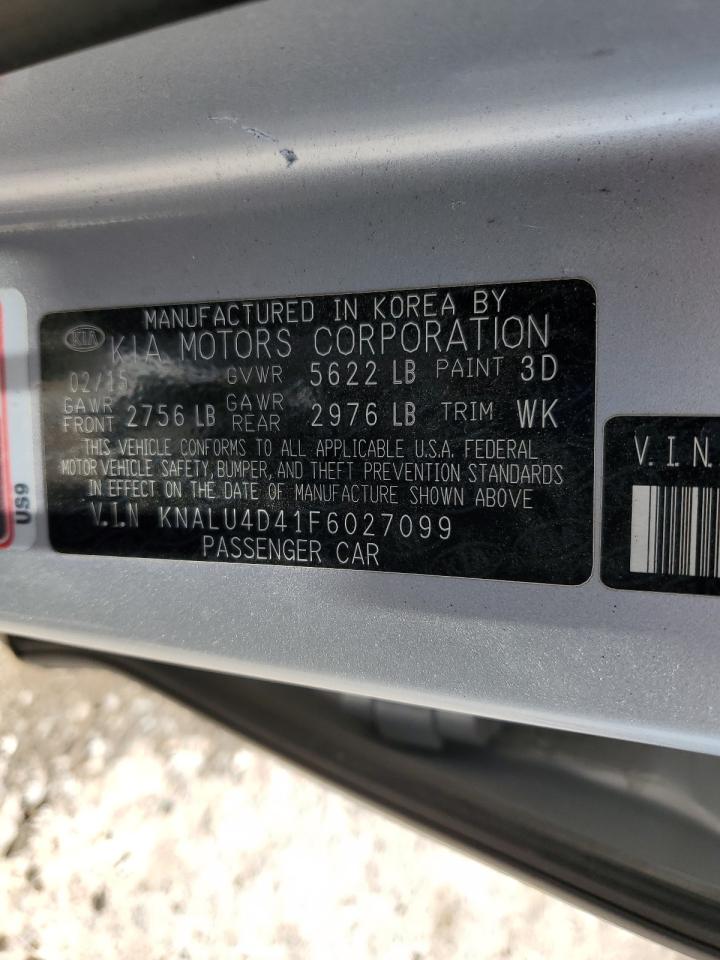 MANUFACTURED IN KOREA BY
KIA KIA MOTORS CORPORATION
02/15 GVWR 5622 LB PAINT 3D
GAWR FRONT 2756 LB GAWR REAR 2976 LB TRIM WK
THIS VEHICLE CONFORMS TO ALL APPLICABLE U.S.A. FEDERAL
MOTOR VEHICLE SAFETY, BUMPER, AND THEFT PREVENTION STANDARDS
IN EFFECT ON THE DATE OF MANUFACTURE SHOWN ABOVE
V.I.N KNALU4D41F6027099
PASSENGER CAR
V.I.N.
US9